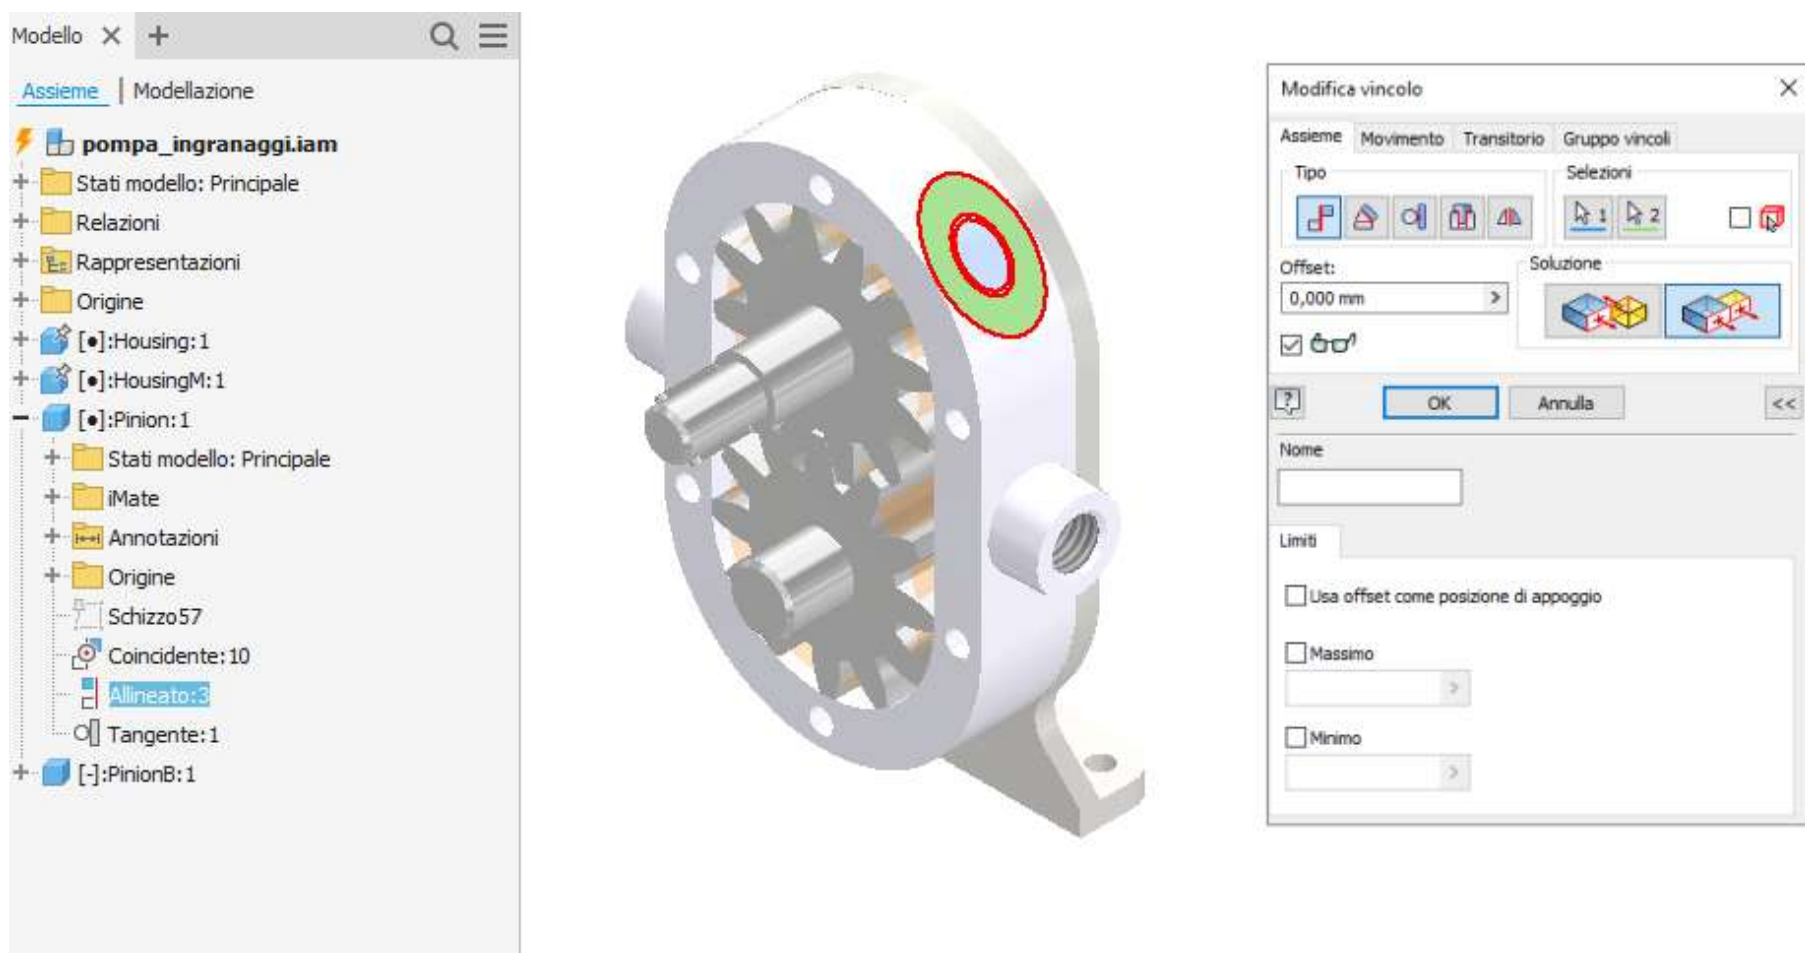 Modello
Assieme | Modellazione
pompa_ingranaggi.iam
Stati modello: Principale
Relazioni
Rappresentazioni
Origine
[●]:Housing:1
[●]:HousingM:1
[●]:Pinion:1
Stati modello: Principale
iMate
Annotazioni
Origine
Schizzo57
Coincidente:10
Allineato:3
Tangente:1
[-]:PinionB:1
Modifica vincolo
Assieme Movimento Transitorio Gruppo vincoli
Tipo
Selezioni
1 2
Offset:
Soluzione
0,000 mm >
? OK Annulla <<
Nome
Limiti
Usa offset come posizione di appoggio
Massimo
>
Minimo
>